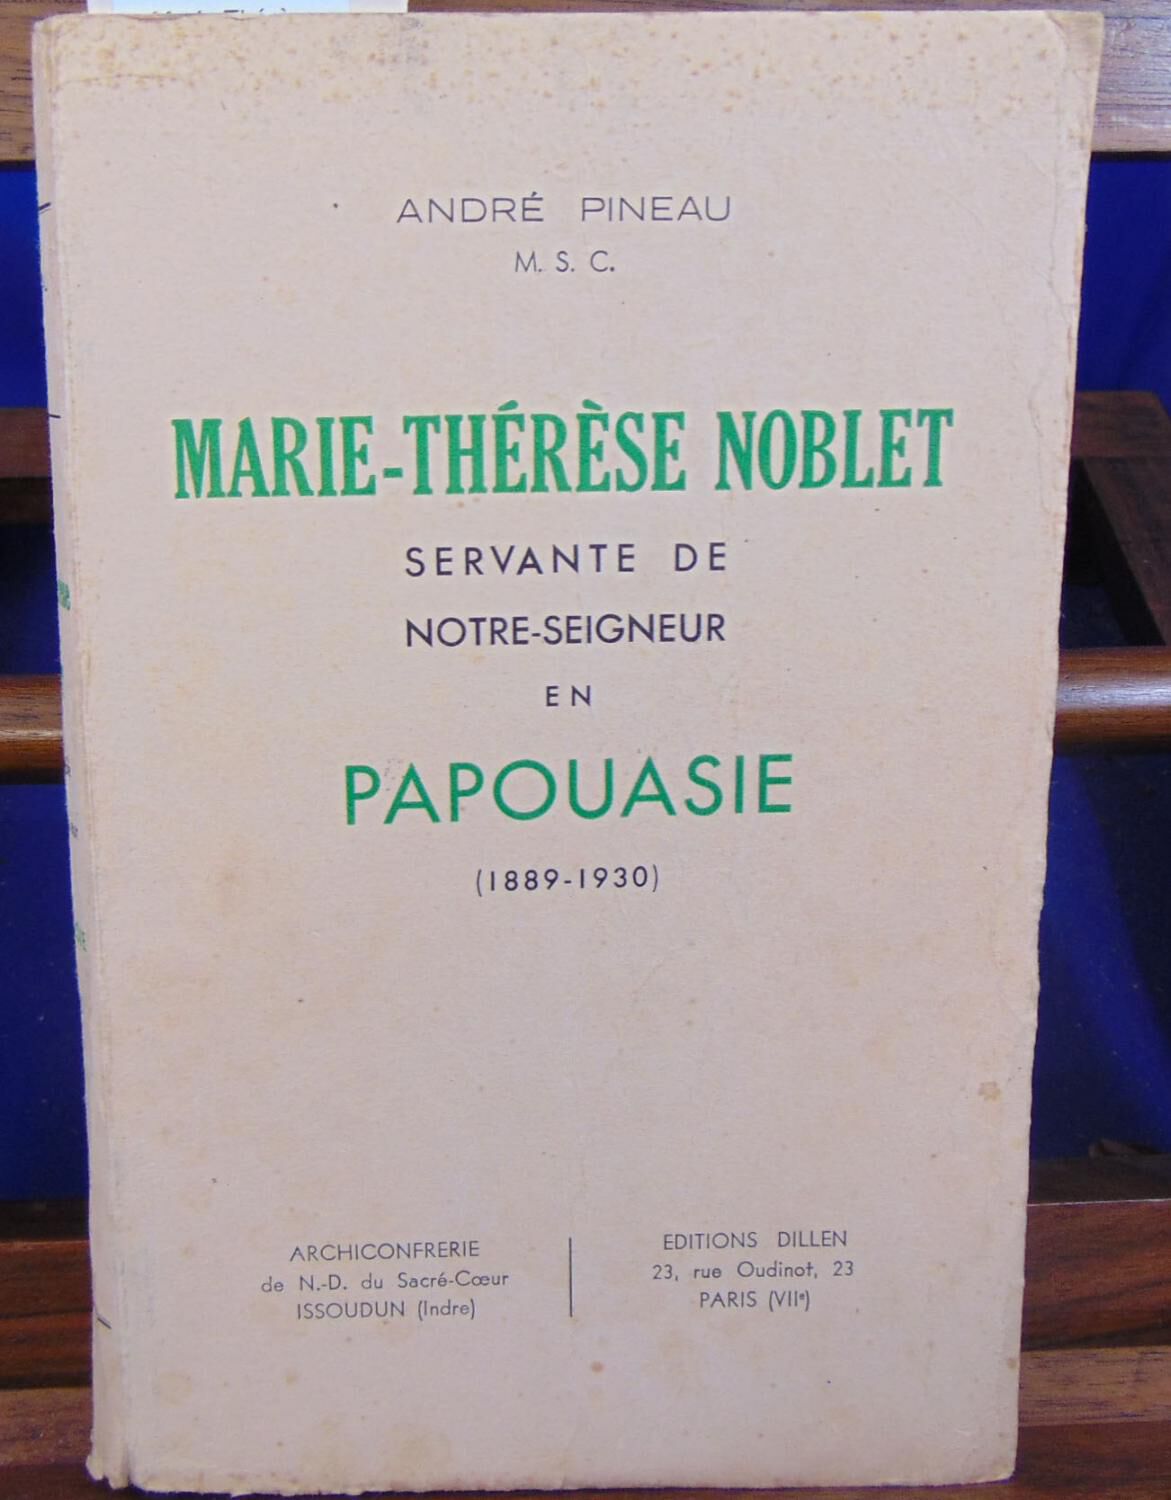 ANDRÉ PINEAU
M. S. C.
MARIE-THÉRÈSE NOBLET
SERVANTE DE
NOTRE-SEIGNEUR
EN
PAPOUASIE
(1889-1930)
ARCHICONFRERIE
de N.-D. du Sacré-Cœur
ISSOUDUN (Indre)
EDITIONS DILLEN
23, rue Oudinot, 23
PARIS (VIIᵉ)